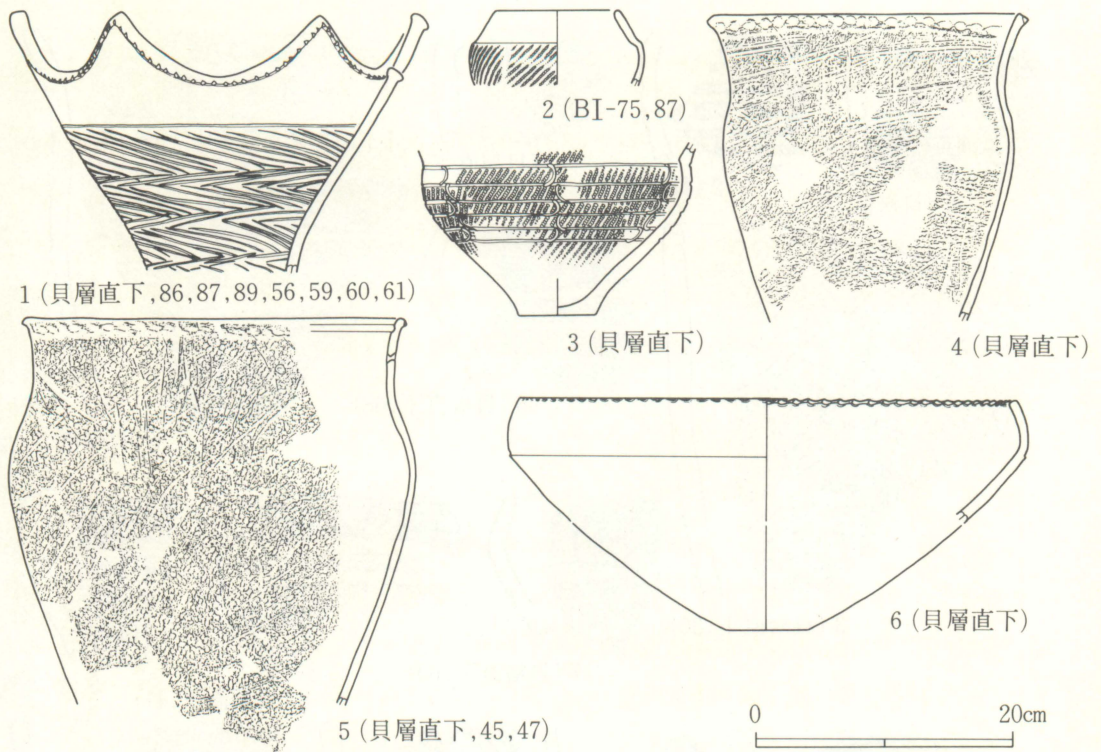 1 (貝層直下,86,87,89,56,59,60,61)
2 (BI-75,87)
3 (貝層直下)
4 (貝層直下)
5 (貝層直下,45,47)
6 (貝層直下)
0 20cm